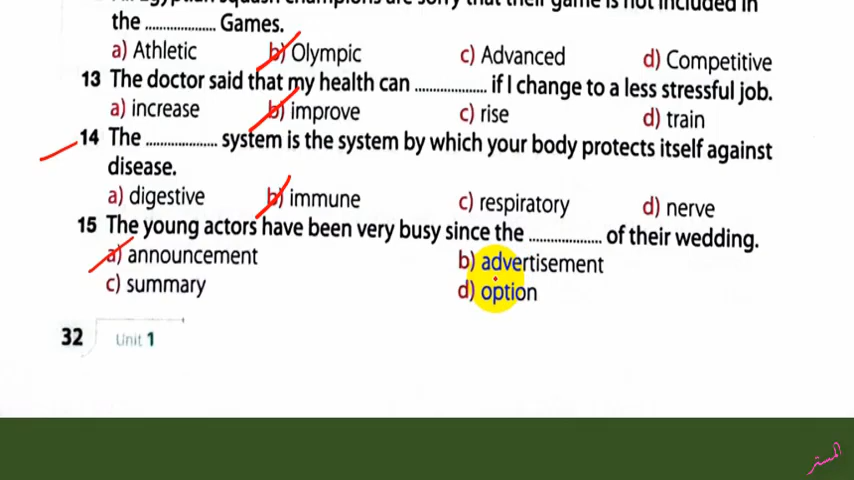 the .................... Games.
a) Athletic b) Olympic c) Advanced d) Competitive
13 The doctor said that my health can .................... if I change to a less stressful job.
a) increase b) improve c) rise d) train
14 The .................... system is the system by which your body protects itself against
disease.
a) digestive b) immune c) respiratory d) nerve
15 The young actors have been very busy since the .................... of their wedding.
a) announcement b) advertisement
c) summary d) option
32 Unit 1
المستر